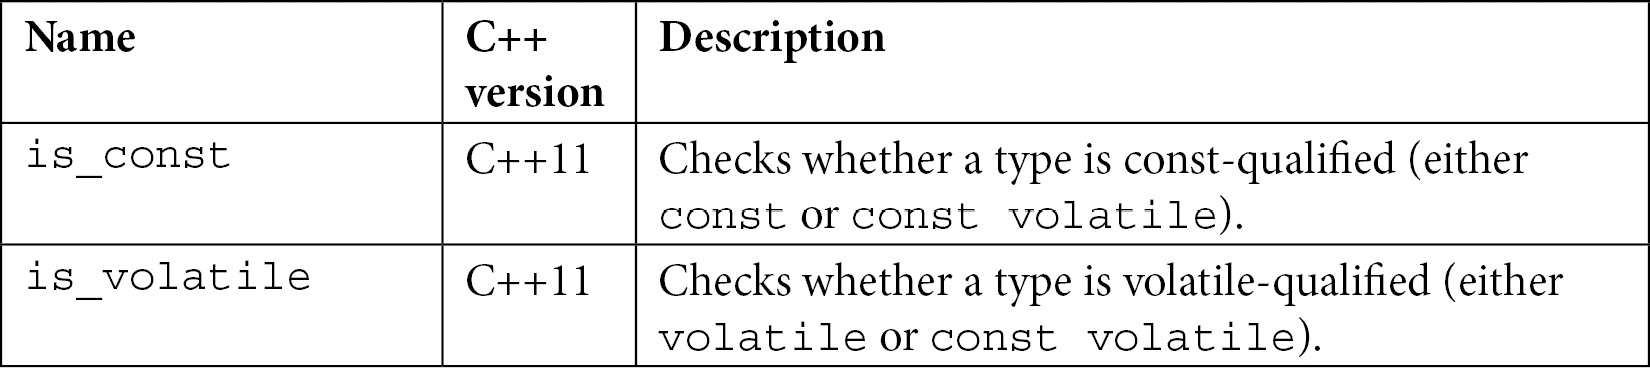 Name C++ Description
version
is_const C++11 Checks whether a type is const-qualified (either
const or const volatile).
is_volatile C++11 Checks whether a type is volatile-qualified (either
volatile or const volatile).